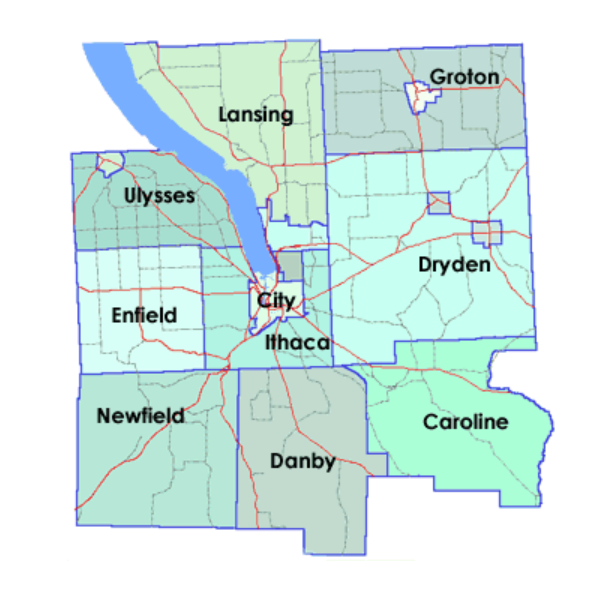 Groton
Lansing
Ulysses
Dryden
City
Enfield
Ithaca
Newfield
Caroline
Danby